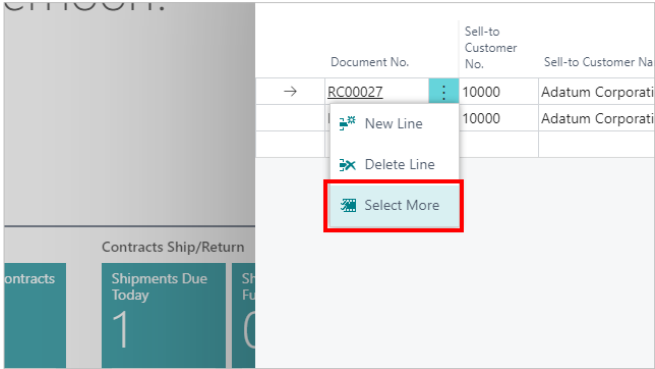 Sell-to
Customer
No.
Document No.
Sell-to Customer Na
→ RC00027 ⋮ 10000 Adatum Corporati
10000 Adatum Corporati
New Line
Delete Line
Select More
Contracts Ship/Return
ontracts
Shipments Due
Today
1
Sh
Fu
0